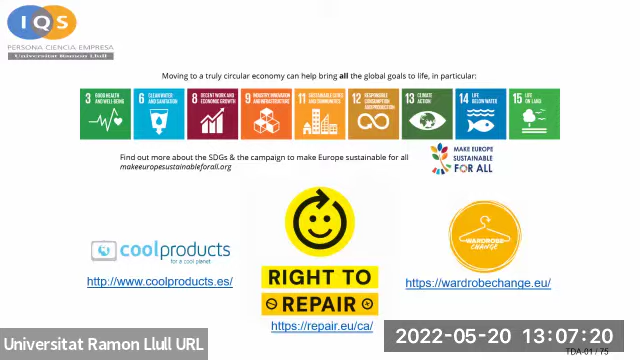 IQS
PERSONA CIENCIA EMPRESA
Universitat Ramon Llull
Moving to a truly circular economy can help bring all the global goals to life, in particular:
3 GOOD HEALTH AND WELL-BEING
6 CLEAN WATER AND SANITATION
8 DECENT WORK AND ECONOMIC GROWTH
9 INDUSTRY, INNOVATION AND INFRASTRUCTURE
11 SUSTAINABLE CITIES AND COMMUNITIES
12 RESPONSIBLE CONSUMPTION AND PRODUCTION
13 CLIMATE ACTION
14 LIFE BELOW WATER
15 LIFE ON LAND
Find out more about the SDGs & the campaign to make Europe sustainable for all
makeeuropesustainableforall.org
MAKE EUROPE
SUSTAINABLE
FOR ALL
coolproducts
for a cool planet
http://www.coolproducts.es/
RIGHT TO
REPAIR
https://repair.eu/ca/
WARDROBE
CHANGE
https://wardrobechange.eu/
Universitat Ramon Llull URL
2022-05-20 13:07:20
TDA-01 / 75